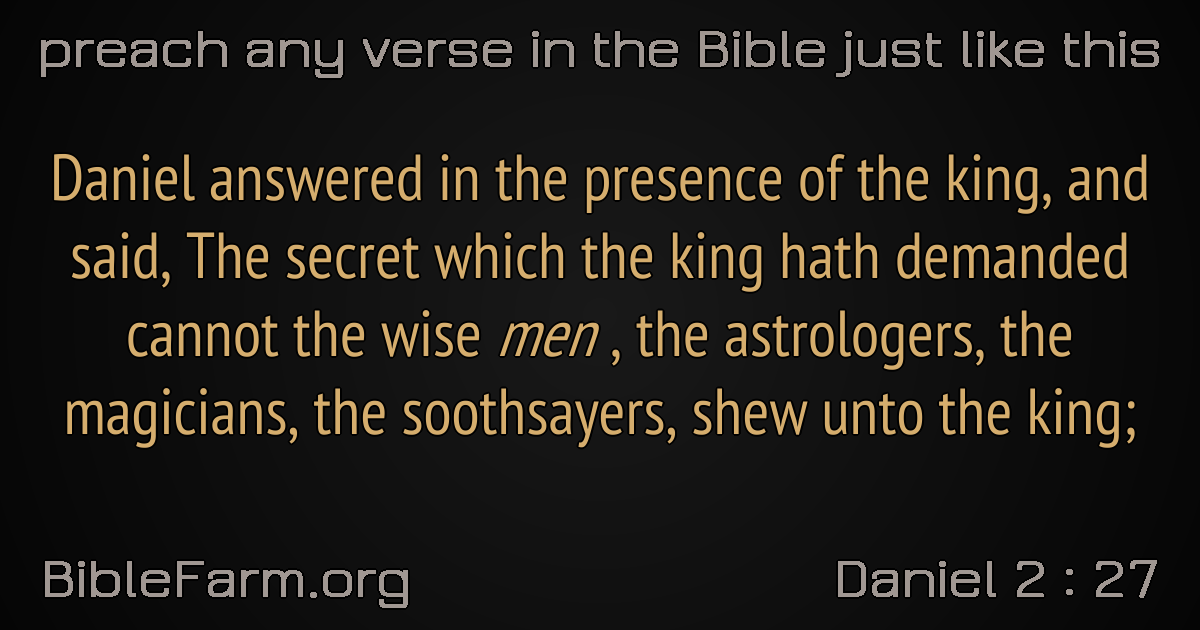 preach any verse in the Bible just like this
Daniel answered in the presence of the king, and
said, The secret which the king hath demanded
cannot the wise men , the astrologers, the
magicians, the soothsayers, shew unto the king;
BibleFarm.org
Daniel 2 : 27